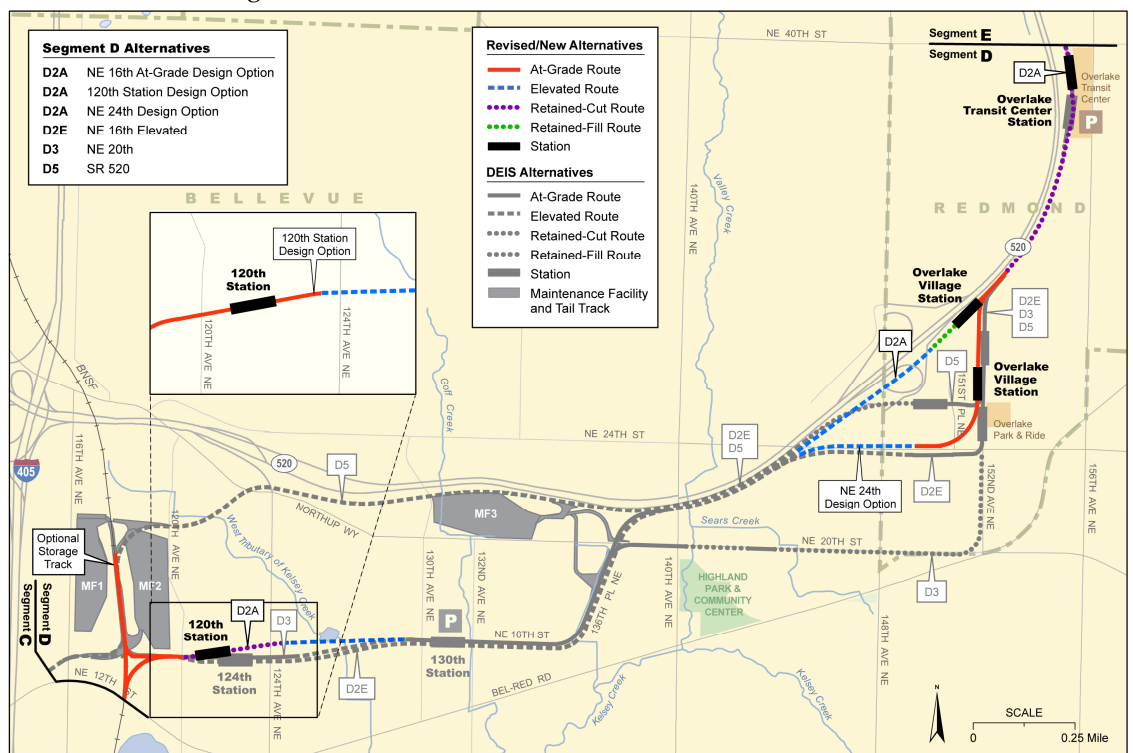 Segment D Alternatives
D2A NE 16th At-Grade Design Option
D2A 120th Station Design Option
D2A NE 24th Design Option
D2E NE 16th Elevated
D3 NE 20th
D5 SR 520
Revised/New Alternatives
At-Grade Route
Elevated Route
Retained-Cut Route
Retained-Fill Route
Station
DEIS Alternatives
At-Grade Route
Elevated Route
Retained-Cut Route
Retained-Fill Route
Station
Maintenance Facility
and Tail Track
NE 40TH ST
Segment E
Segment D
D2A
Overlake
Transit
Center
Overlake
Transit Center
Station
P
BELLEVUE
REDMOND
140TH AVE NE
Valley Creek
520
120th Station
Design Option
120th
Station
120TH AVE NE
124TH AVE NE
Overlake
Village
Station
D2E
D3
D5
D2A
D5
151ST PL NE
Overlake
Village
Station
Overlake
Park & Ride
BNSF
116TH AVE NE
Goff Creek
NE 24TH ST
D2E
D5
405
520
D5
NORTHUP WY
NE 24th
Design Option
D2E
152ND AVE NE
156TH AVE NE
MF3
120TH AVE NE
West Tributary of Kelsey Creek
Optional
Storage
Track
MF1
MF2
Sears Creek
NE 20TH ST
130TH AVE NE
132ND AVE NE
136TH PL NE
140TH AVE NE
HIGHLAND
PARK &
COMMUNITY
CENTER
D3
148TH AVE NE
Segment D
Segment C
120th
Station
D2A
D3
P
NE 16TH ST
124th
Station
130th
Station
NE 12TH ST
124TH AVE NE
D2E
BEL-RED RD
Kelsey Creek
Kelsey Creek
N
SCALE
0 0.25 Mile